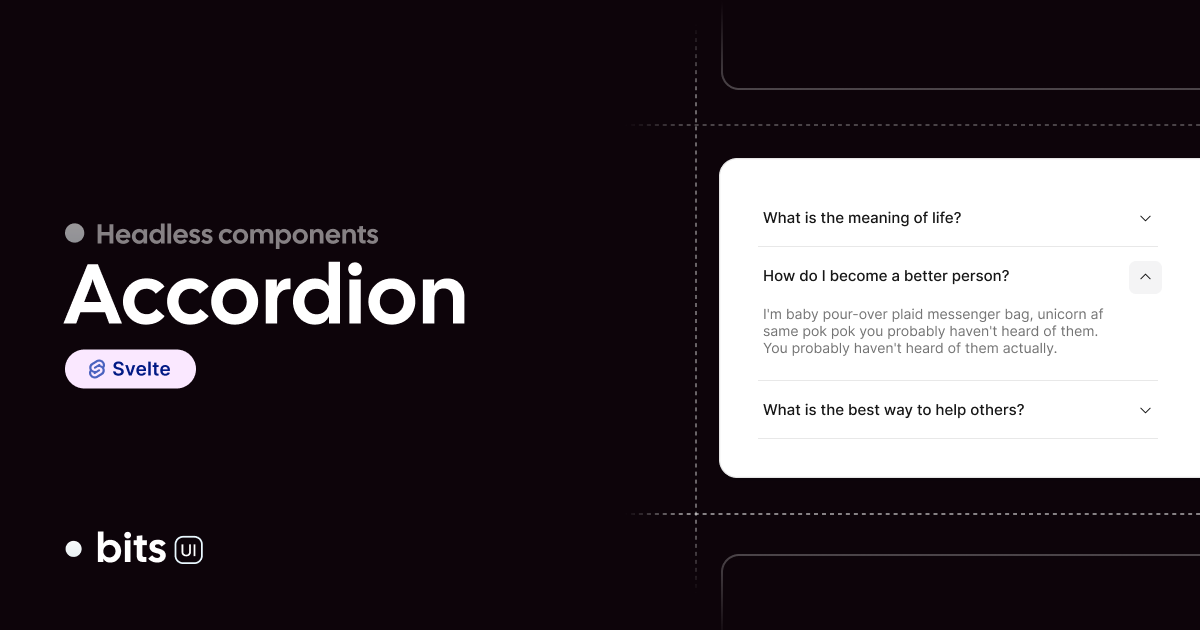 Headless components
Accordion
Svelte
bits UI
What is the meaning of life?
How do I become a better person?
I'm baby pour-over plaid messenger bag, unicorn af
same pok pok you probably haven't heard of them.
You probably haven't heard of them actually.
What is the best way to help others?